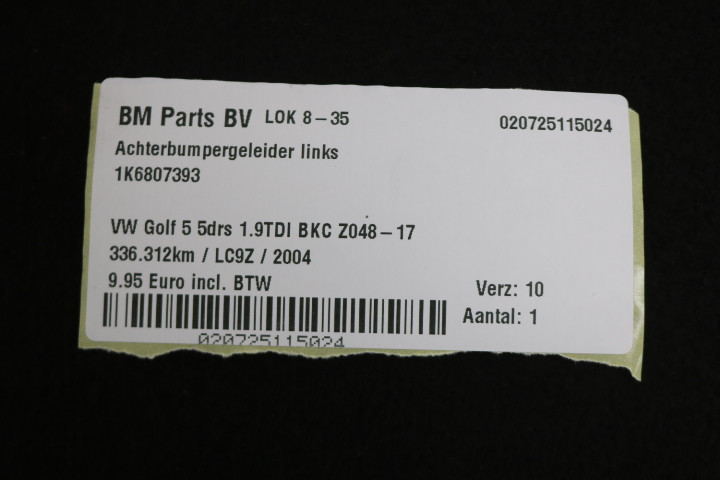 BM Parts BV LOK 8-35 020725115024
Achterbumpergeleider links
1K6807393
VW Golf 5 5drs 1.9TDI BKC Z048-17
336.312km / LC9Z / 2004
9.95 Euro incl. BTW
Verz: 10
Aantal: 1
020725115024